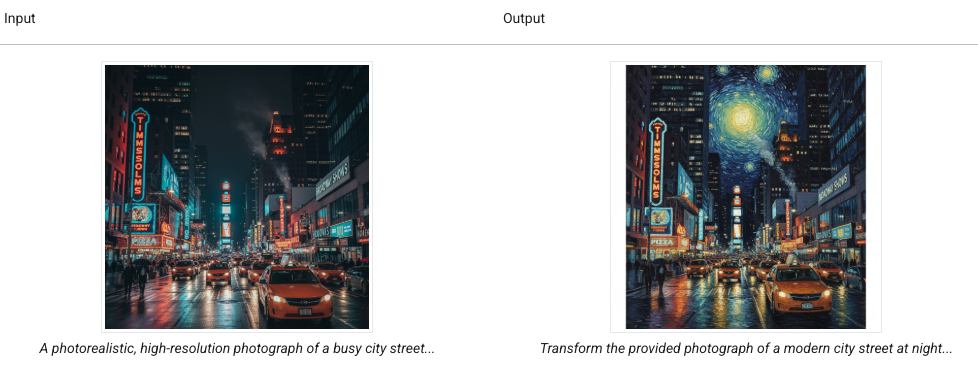 Input
Output
TIMMSSOLMS
PIZZA
BROADWAY SHOWS
TIMMSSOLMS
PIZZA
BROADWAY SHOWS
A photorealistic, high-resolution photograph of a busy city street...
Transform the provided photograph of a modern city street at night...